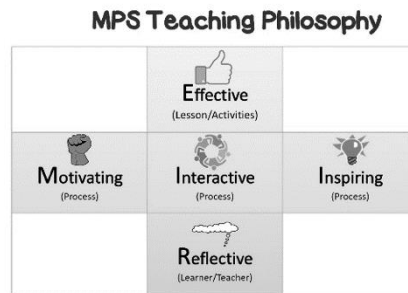 MPS Teaching Philosophy
Effective
(Lesson/Activities)
Motivating
(Process)
Interactive
(Process)
Inspiring
(Process)
Reflective
(Learner/Teacher)